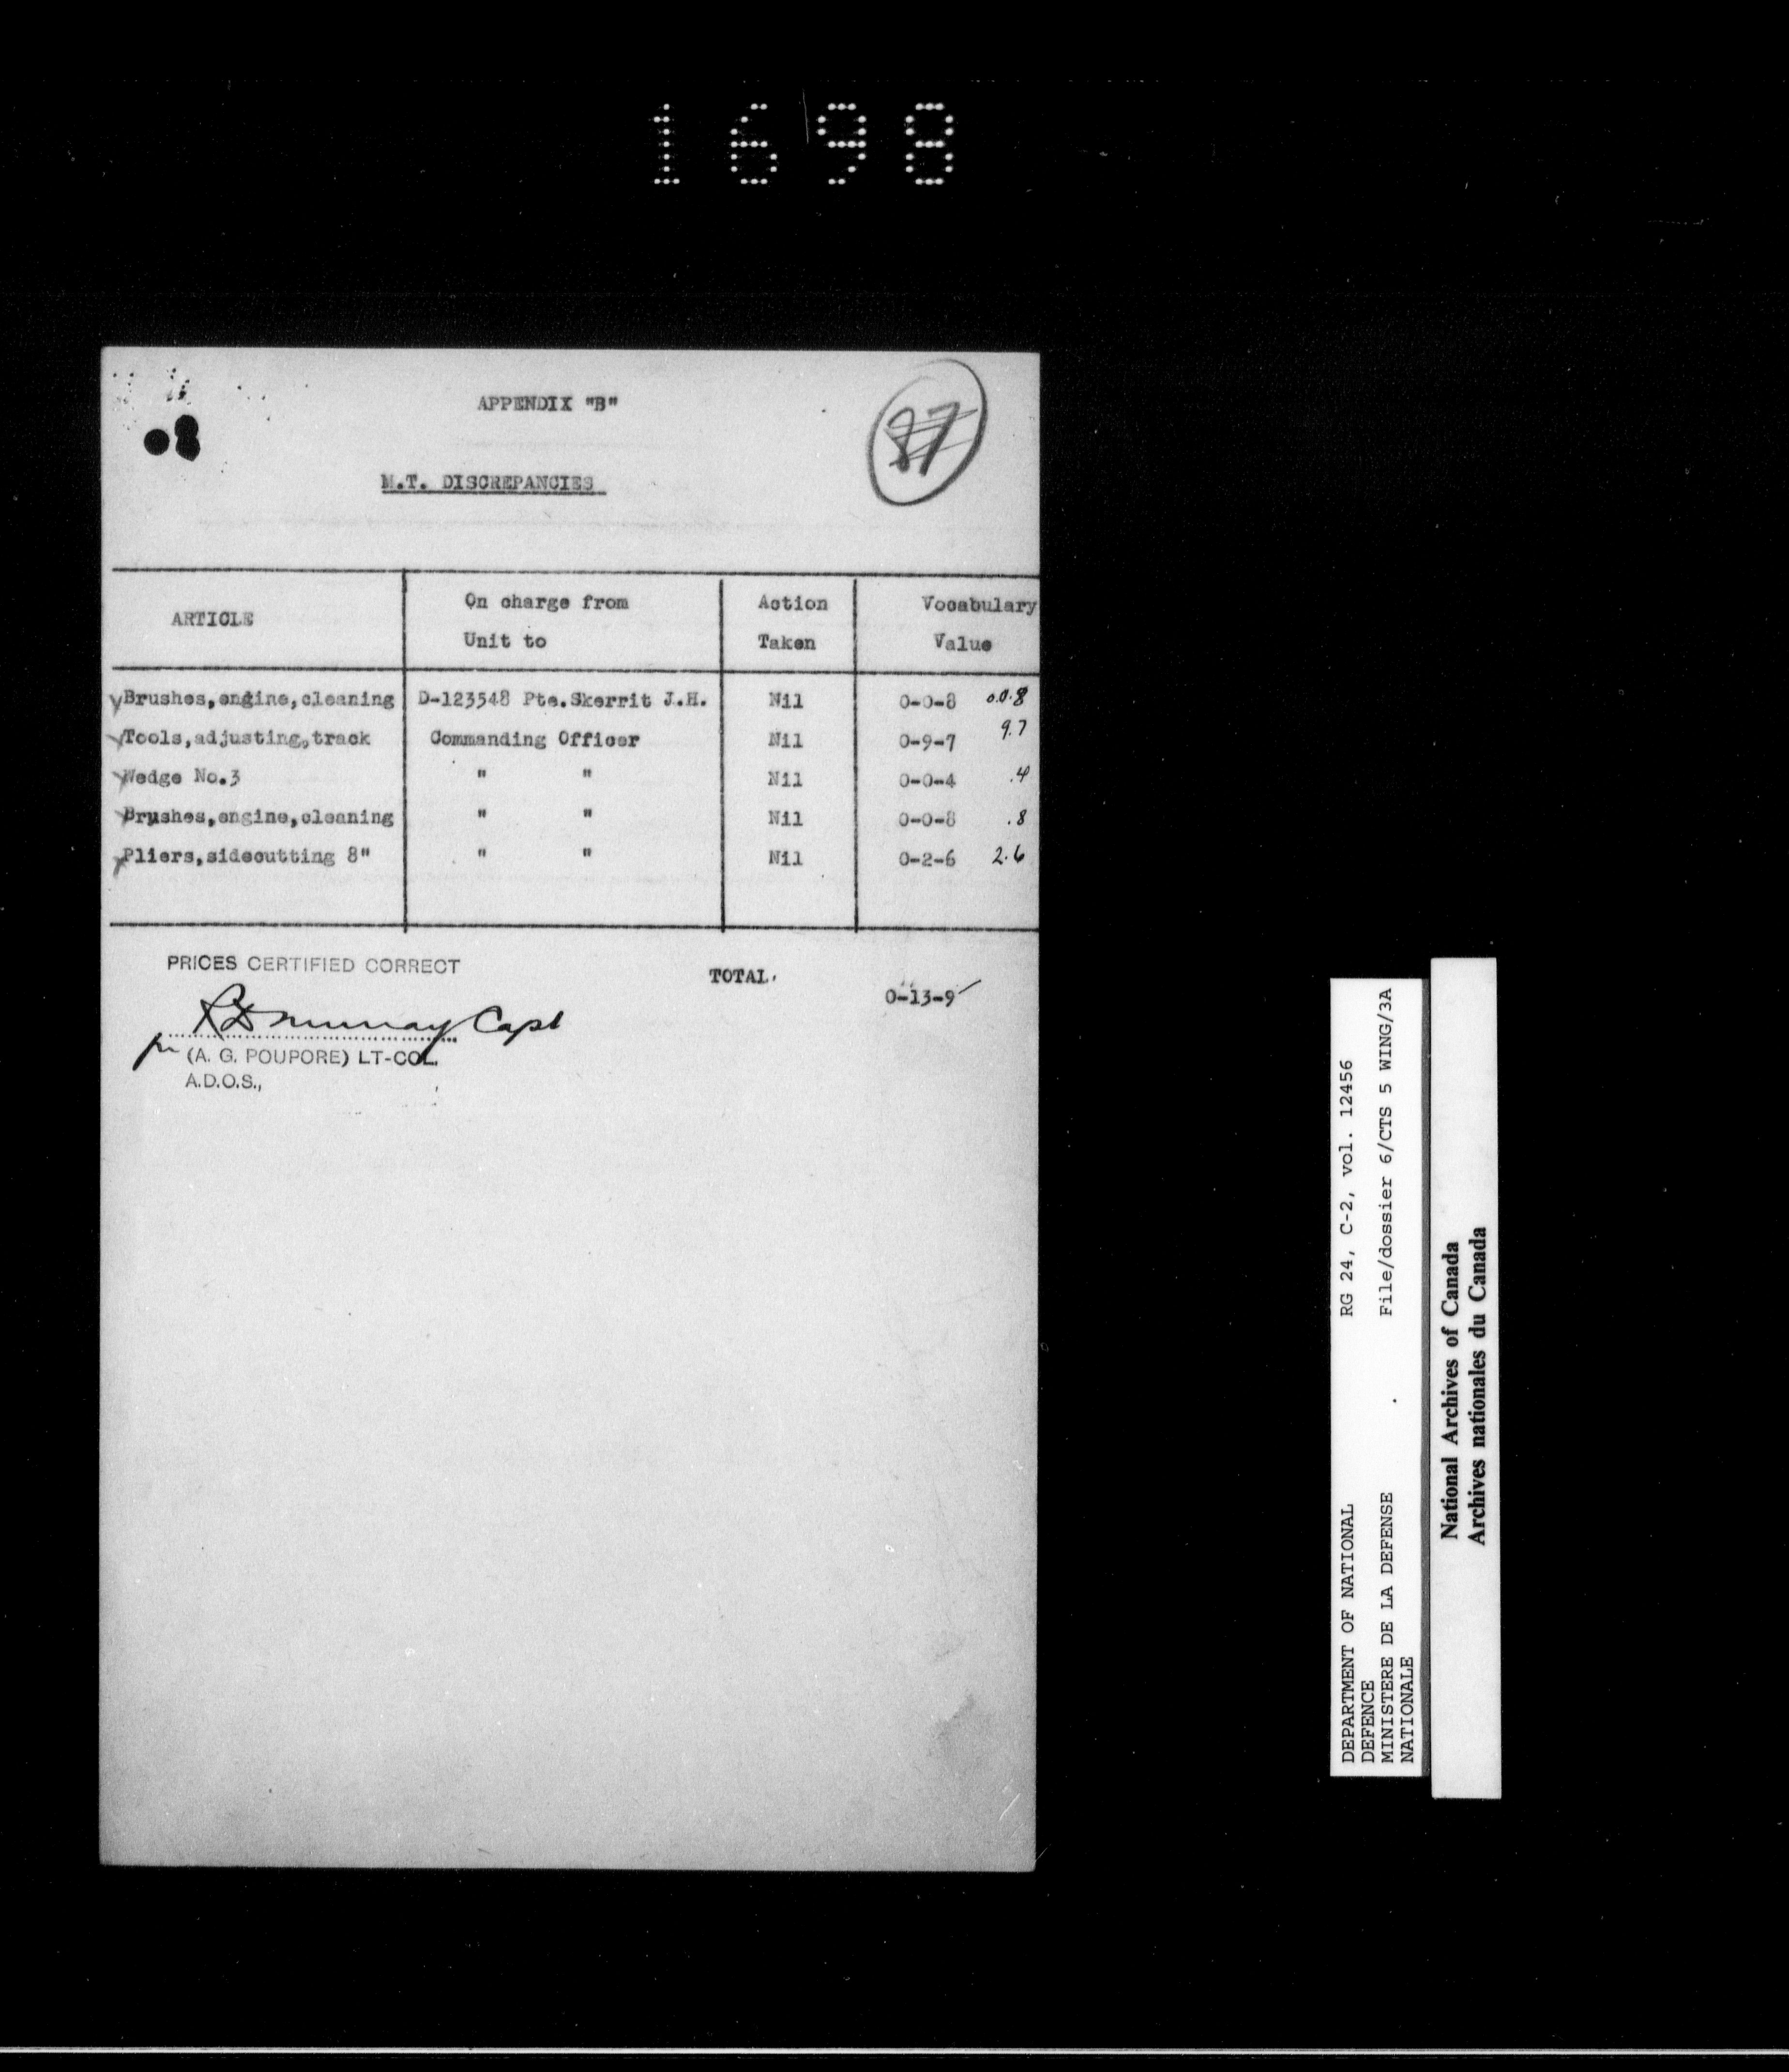 1698
APPENDIX "B"
87
M.T. DISCREPANCIES
ARTICLE
On charge from
Unit to
Action
Taken
Vocabulary
Value
Brushes,engine,cleaning D-123548 Pte.Skerrit J.H. Nil 0-0-8 0.0.8
Tools,adjusting,track Commanding Officer Nil 0-9-7 9.7
Wedge No.3 " " Nil 0-0-4 .4
Brushes,engine,cleaning " " Nil 0-0-8 .8
Pliers,sidecutting 8" " " Nil 0-2-6 2.6
PRICES CERTIFIED CORRECT
TOTAL. 0-13-9
Murray Capt
(A. G. POUPORE) LT-COL.
A.D.O.S.,
DEPARTMENT OF NATIONAL RG 24, C-2, vol. 12456
DEFENCE
MINISTERE DE LA DEFENSE File/dossier 6/CTS 5 WING/3A
NATIONALE
National Archives of Canada
Archives nationales du Canada